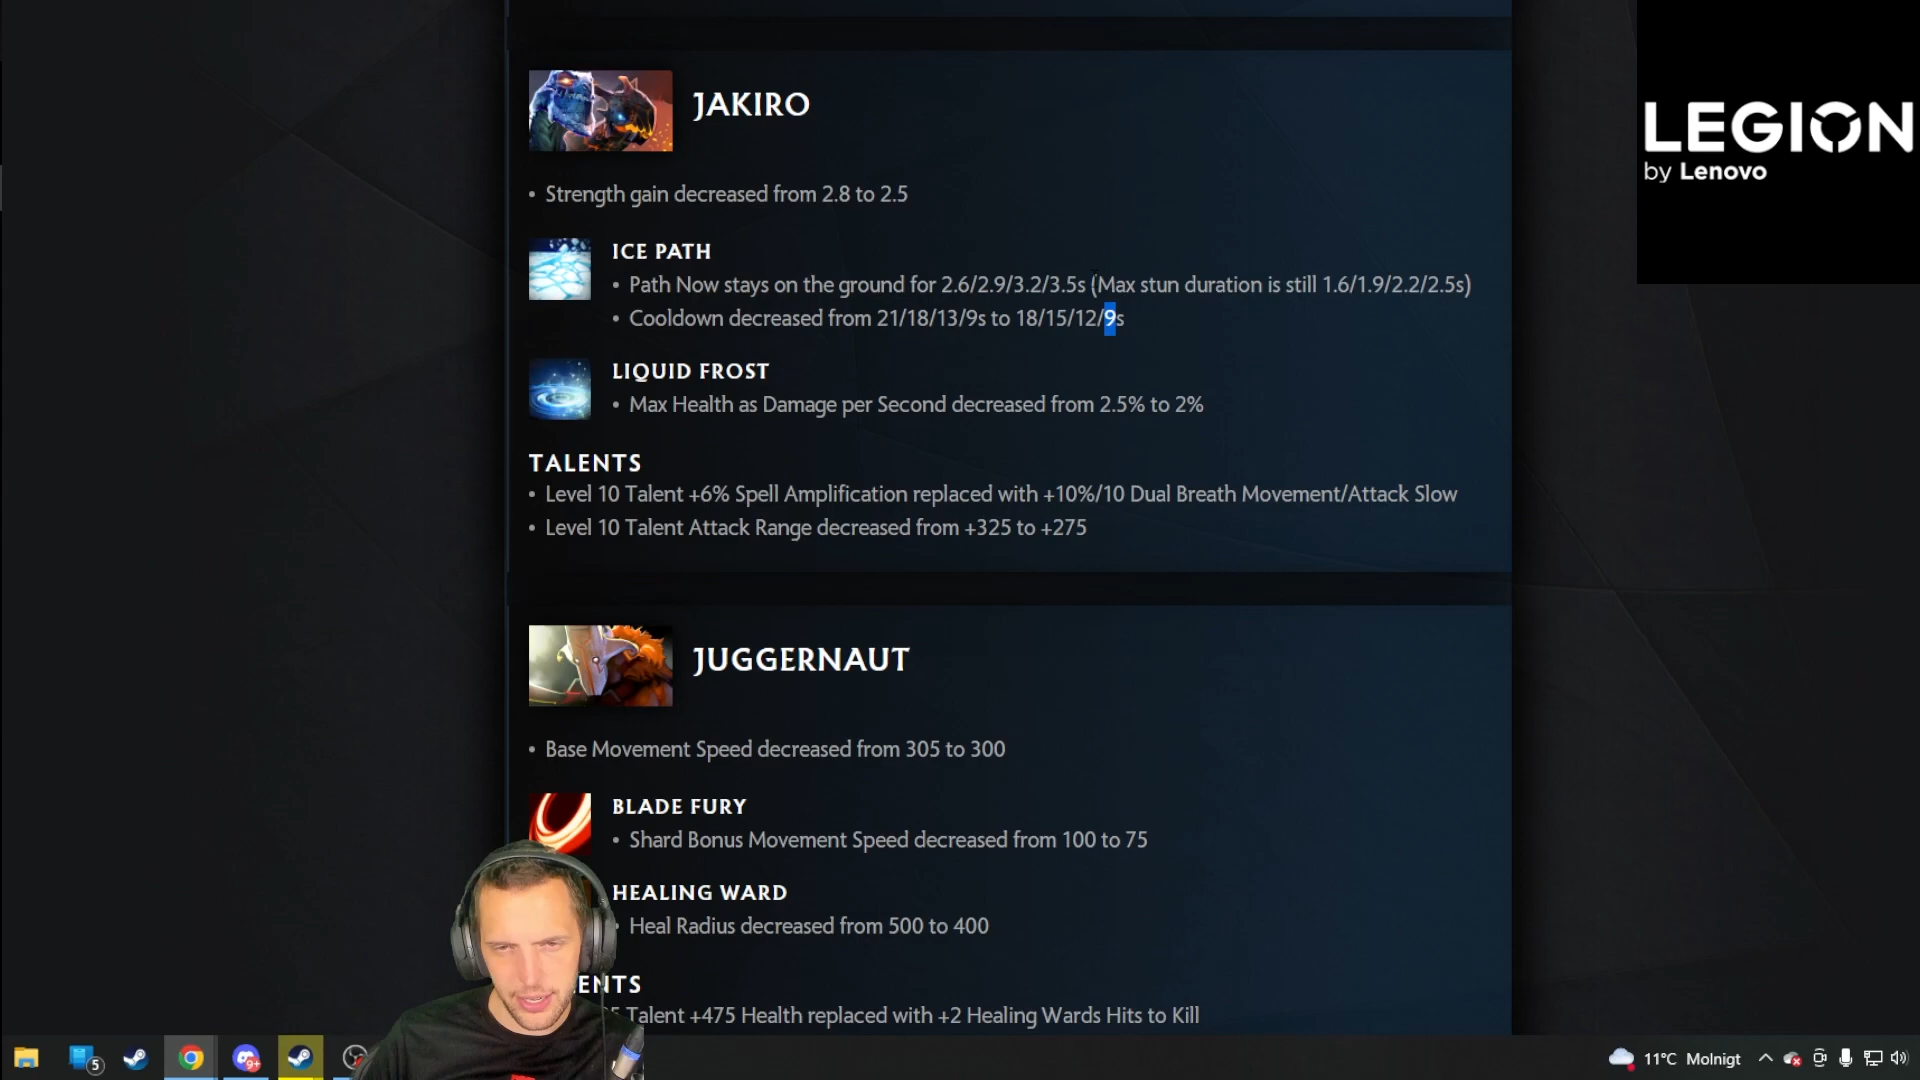 JAKIRO
LEGION
by Lenovo
• Strength gain decreased from 2.8 to 2.5
ICE PATH
• Path Now stays on the ground for 2.6/2.9/3.2/3.5s (Max stun duration is still 1.6/1.9/2.2/2.5s)
• Cooldown decreased from 21/18/13/9s to 18/15/12/9s
LIQUID FROST
• Max Health as Damage per Second decreased from 2.5% to 2%
TALENTS
• Level 10 Talent +6% Spell Amplification replaced with +10%/10 Dual Breath Movement/Attack Slow
• Level 10 Talent Attack Range decreased from +325 to +275
JUGGERNAUT
• Base Movement Speed decreased from 305 to 300
BLADE FURY
• Shard Bonus Movement Speed decreased from 100 to 75
HEALING WARD
• Heal Radius decreased from 500 to 400
ENTS
Talent +475 Health replaced with +2 Healing Wards Hits to Kill
5
9+
11°C Molnigt